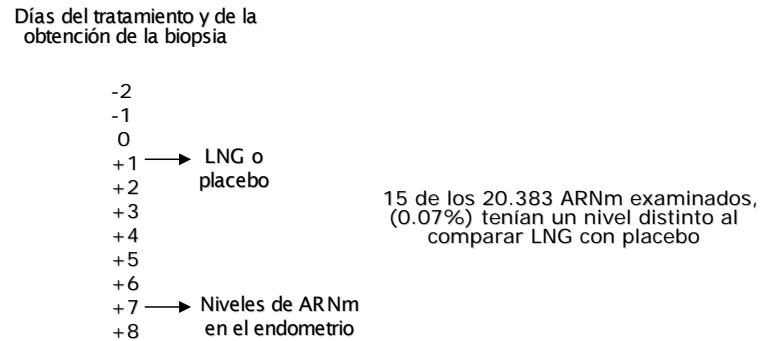 Días del tratamiento y de la
obtención de la biopsia
-2
-1
0
+1
LNG o
placebo
+2
+3
+4
+5
+6
+7
Niveles de ARNm
en el endometrio
+8
15 de los 20.383 ARNm examinados,
(0.07%) tenían un nivel distinto al
comparar LNG con placebo